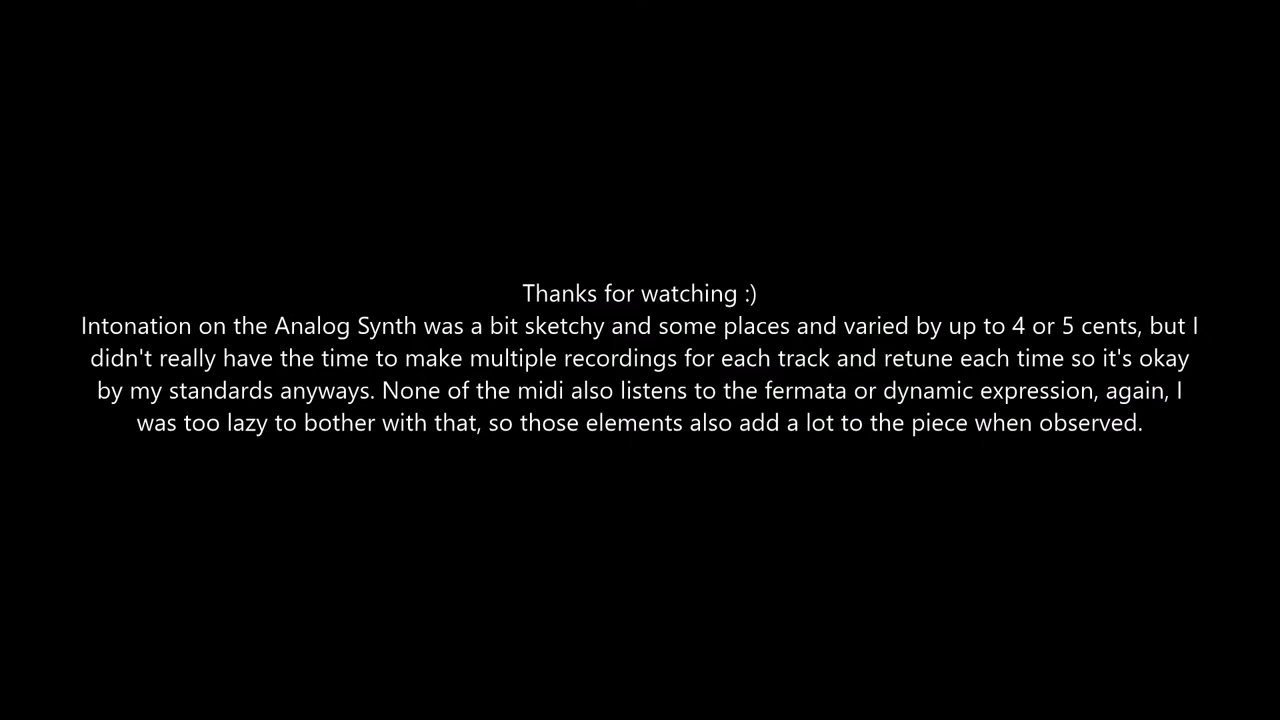 Thanks for watching :)
Intonation on the Analog Synth was a bit sketchy and some places and varied by up to 4 or 5 cents, but I
didn't really have the time to make multiple recordings for each track and retune each time so it's okay
by my standards anyways. None of the midi also listens to the fermata or dynamic expression, again, I
was too lazy to bother with that, so those elements also add a lot to the piece when observed.